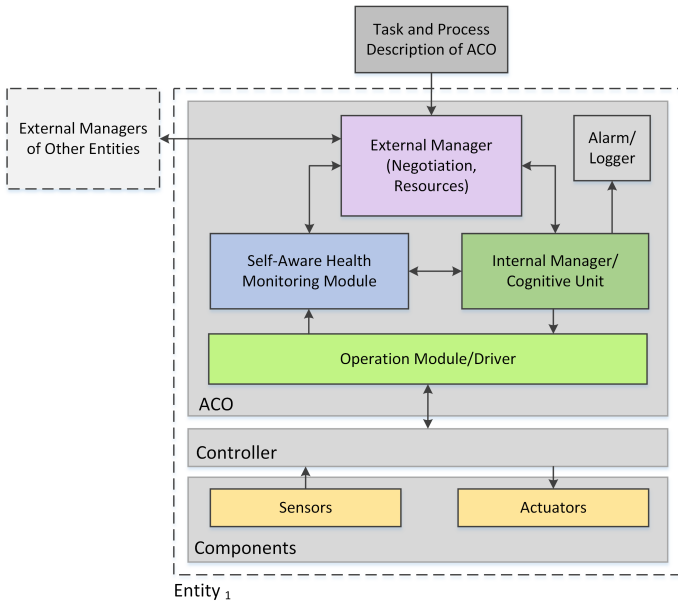 Task and Process
Description of ACO
External Managers
of Other Entities
External Manager
(Negotiation,
Resources)
Alarm/
Logger
Self-Aware Health
Monitoring Module
Internal Manager/
Cognitive Unit
Operation Module/Driver
ACO
Controller
Sensors
Actuators
Components
Entity 1